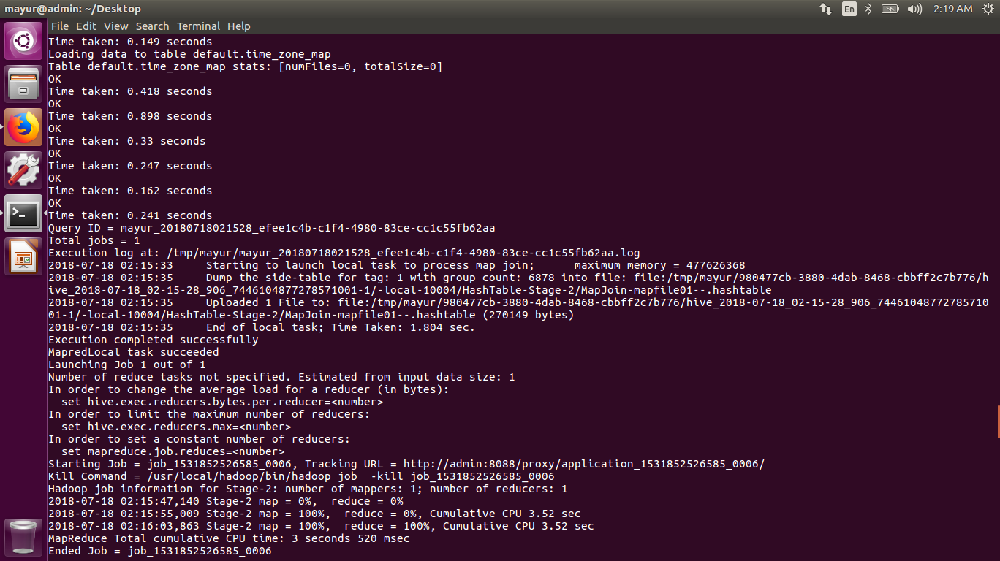 mayur@admin: ~/Desktop
En
2:19 AM
File Edit View Search Terminal Help
Time taken: 0.149 seconds
Loading data to table default.time_zone_map
Table default.time_zone_map stats: [numFiles=0, totalSize=0]
OK
Time taken: 0.418 seconds
OK
Time taken: 0.898 seconds
OK
Time taken: 0.33 seconds
OK
Time taken: 0.247 seconds
OK
Time taken: 0.162 seconds
OK
Time taken: 0.241 seconds
Query ID = mayur_20180718021528_efee1c4b-c1f4-4980-83ce-cc1c55fb62aa
Total jobs = 1
Execution log at: /tmp/mayur/mayur_20180718021528_efee1c4b-c1f4-4980-83ce-cc1c55fb62aa.log
2018-07-18 02:15:33     Starting to launch local task to process map join;      maximum memory = 477626368
2018-07-18 02:15:35     Dump the side-table for tag: 1 with group count: 6878 into file: file:/tmp/mayur/980477cb-3880-4dab-8468-cbbff2c7b776/h
ive_2018-07-18_02-15-28_906_7446104877278571001-1/-local-10004/HashTable-Stage-2/MapJoin-mapfile01--.hashtable
2018-07-18 02:15:35     Uploaded 1 File to: file:/tmp/mayur/980477cb-3880-4dab-8468-cbbff2c7b776/hive_2018-07-18_02-15-28_906_74461048772785710
01-1/-local-10004/HashTable-Stage-2/MapJoin-mapfile01--.hashtable (270149 bytes)
2018-07-18 02:15:35     End of local task; Time Taken: 1.804 sec.
Execution completed successfully
MapredLocal task succeeded
Launching Job 1 out of 1
Number of reduce tasks not specified. Estimated from input data size: 1
In order to change the average load for a reducer (in bytes):
  set hive.exec.reducers.bytes.per.reducer=<number>
In order to limit the maximum number of reducers:
  set hive.exec.reducers.max=<number>
In order to set a constant number of reducers:
  set mapreduce.job.reduces=<number>
Starting Job = job_1531852526585_0006, Tracking URL = http://admin:8088/proxy/application_1531852526585_0006/
Kill Command = /usr/local/hadoop/bin/hadoop job  -kill job_1531852526585_0006
Hadoop job information for Stage-2: number of mappers: 1; number of reducers: 1
2018-07-18 02:15:47,140 Stage-2 map = 0%,  reduce = 0%
2018-07-18 02:15:55,009 Stage-2 map = 100%,  reduce = 0%, Cumulative CPU 3.52 sec
2018-07-18 02:16:03,863 Stage-2 map = 100%,  reduce = 100%, Cumulative CPU 3.52 sec
MapReduce Total cumulative CPU time: 3 seconds 520 msec
Ended Job = job_1531852526585_0006